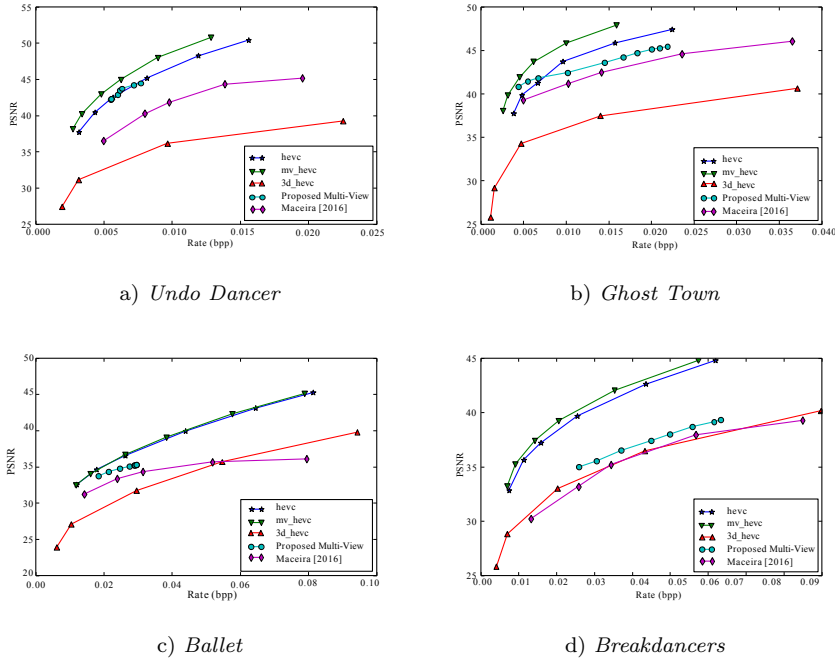 55
50
45
40
35
30
25
PSNR
0.000 0.005 0.010 0.015 0.020 0.025
Rate (bpp)
hevc
mv_hevc
3d_hevc
Proposed Multi-View
Maceira [2016]
a) Undo Dancer
50
45
40
35
30
25
PSNR
0.000 0.005 0.010 0.015 0.020 0.025 0.030 0.035 0.040
Rate (bpp)
hevc
mv_hevc
3d_hevc
Proposed Multi-View
Maceira [2016]
b) Ghost Town
50
45
40
35
30
25
20
PSNR
0.00 0.02 0.04 0.06 0.08 0.10
Rate (bpp)
hevc
mv_hevc
3d_hevc
Proposed Multi-View
Maceira [2016]
c) Ballet
45
40
35
30
25
PSNR
0.01 0.02 0.03 0.04 0.05 0.06 0.07 0.08 0.09
Rate (bpp)
hevc
mv_hevc
3d_hevc
Proposed Multi-View
Maceira [2016]
d) Breakdancers